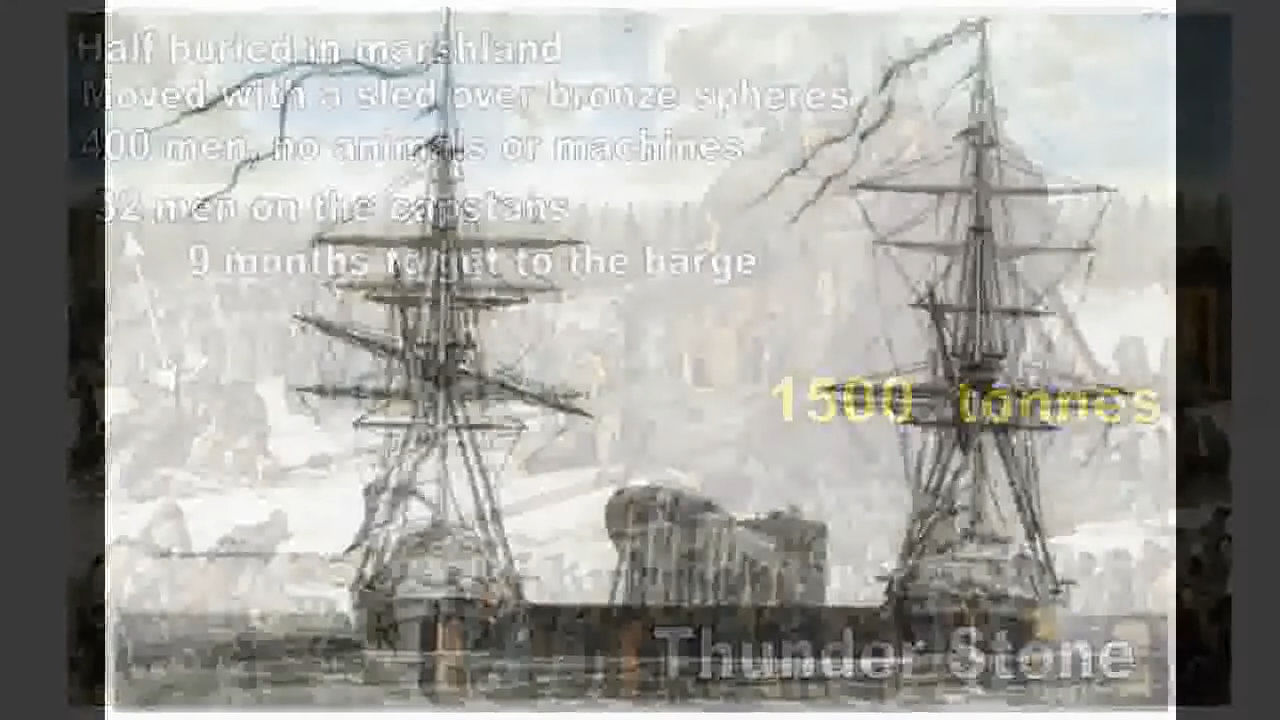 Half buried in marshland
Moved with a sled over bronze spheres
400 men, no animals or machines
32 men on the capstans
9 months to get to the barge
1500 tonnes
Thunder Stone